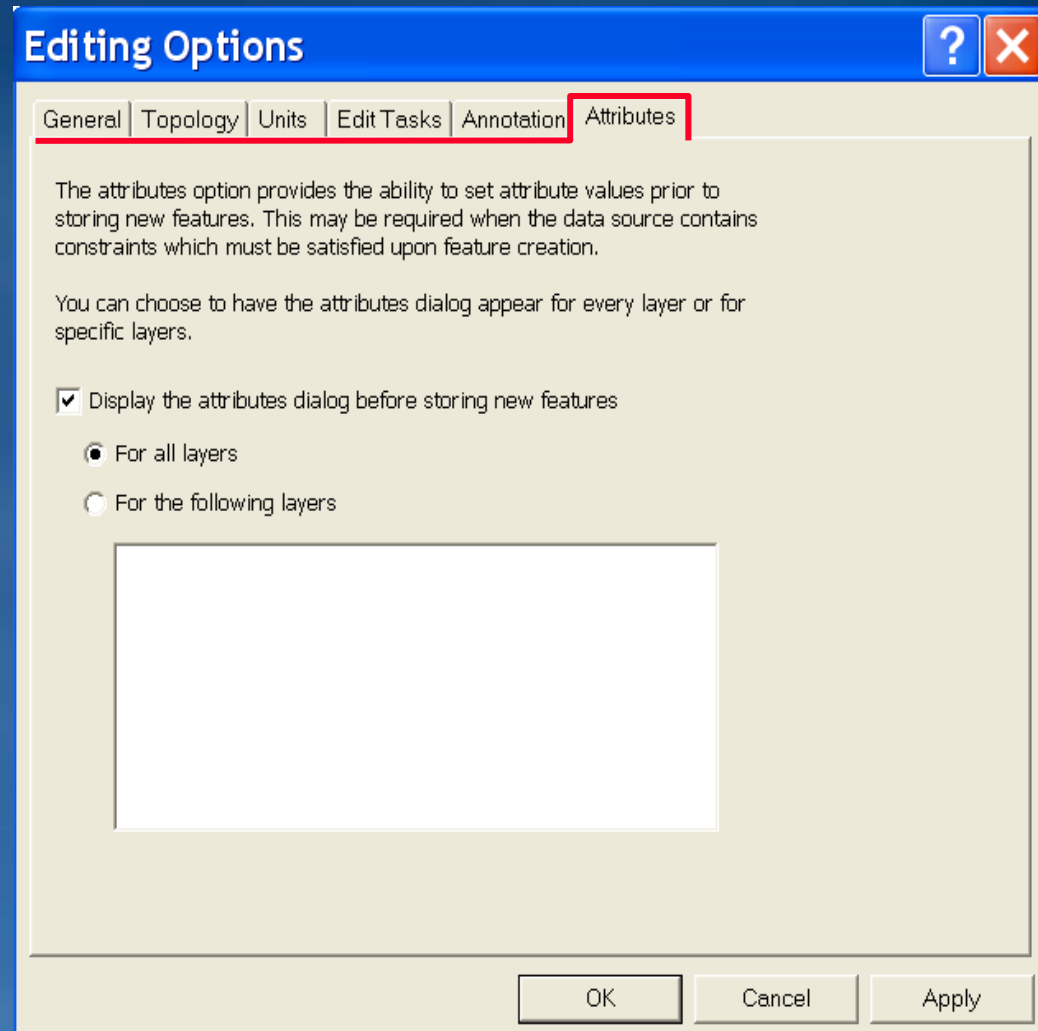 Editing Options
?
General Topology Units Edit Tasks Annotation Attributes
The attributes option provides the ability to set attribute values prior to
storing new features. This may be required when the data source contains
constraints which must be satisfied upon feature creation.
You can choose to have the attributes dialog appear for every layer or for
specific layers.
Display the attributes dialog before storing new features
For all layers
For the following layers
OK Cancel Apply